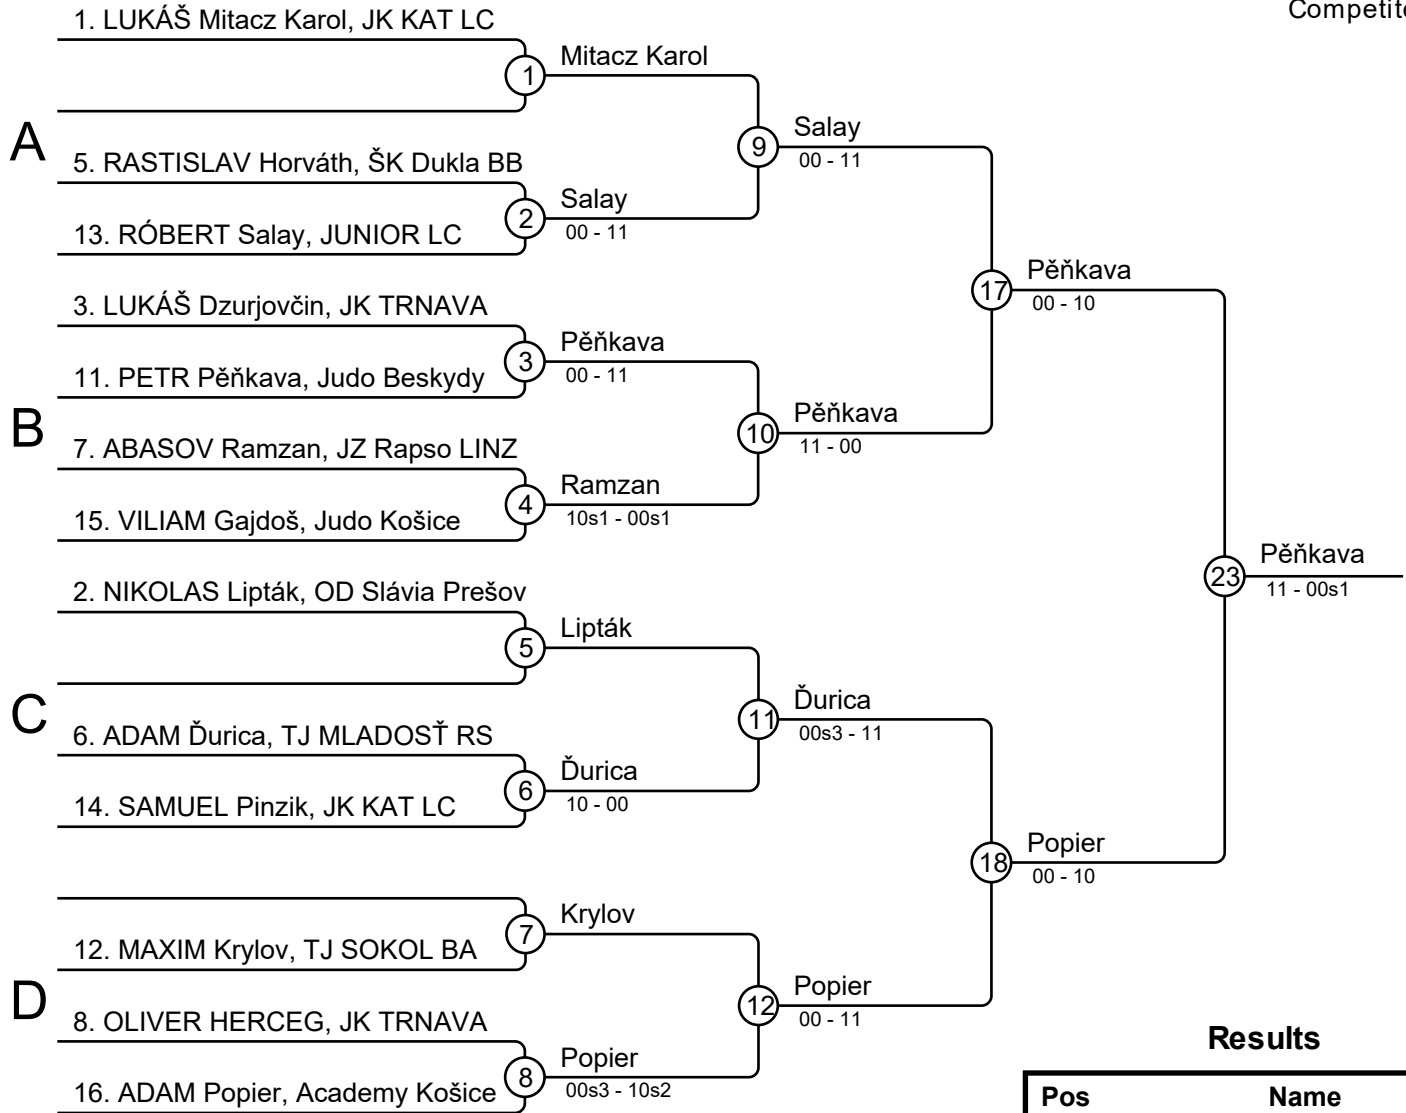 Competito
1. LUKÁŠ Mitacz Karol, JK KAT LC
1
Mitacz Karol
A
5. RASTISLAV Horváth, ŠK Dukla BB
2
Salay
00 - 11
13. RÓBERT Salay, JUNIOR LC
9
Salay
00 - 11
3. LUKÁŠ Dzurjovčin, JK TRNAVA
3
Pěňkava
00 - 11
11. PETR Pěňkava, Judo Beskydy
B
7. ABASOV Ramzan, JZ Rapso LINZ
4
Ramzan
10s1 - 00s1
15. VILIAM Gajdoš, Judo Košice
10
Pěňkava
11 - 00
17
Pěňkava
00 - 10
2. NIKOLAS Lipták, OD Slávia Prešov
5
Lipták
C
6. ADAM Ďurica, TJ MLADOSŤ RS
6
Ďurica
10 - 00
14. SAMUEL Pinzik, JK KAT LC
11
Ďurica
00s3 - 11
7
Krylov
12. MAXIM Krylov, TJ SOKOL BA
D
8. OLIVER HERCEG, JK TRNAVA
8
Popier
00s3 - 10s2
16. ADAM Popier, Academy Košice
12
Popier
00 - 11
18
Popier
00 - 10
23
Pěňkava
11 - 00s1
Results
Pos Name